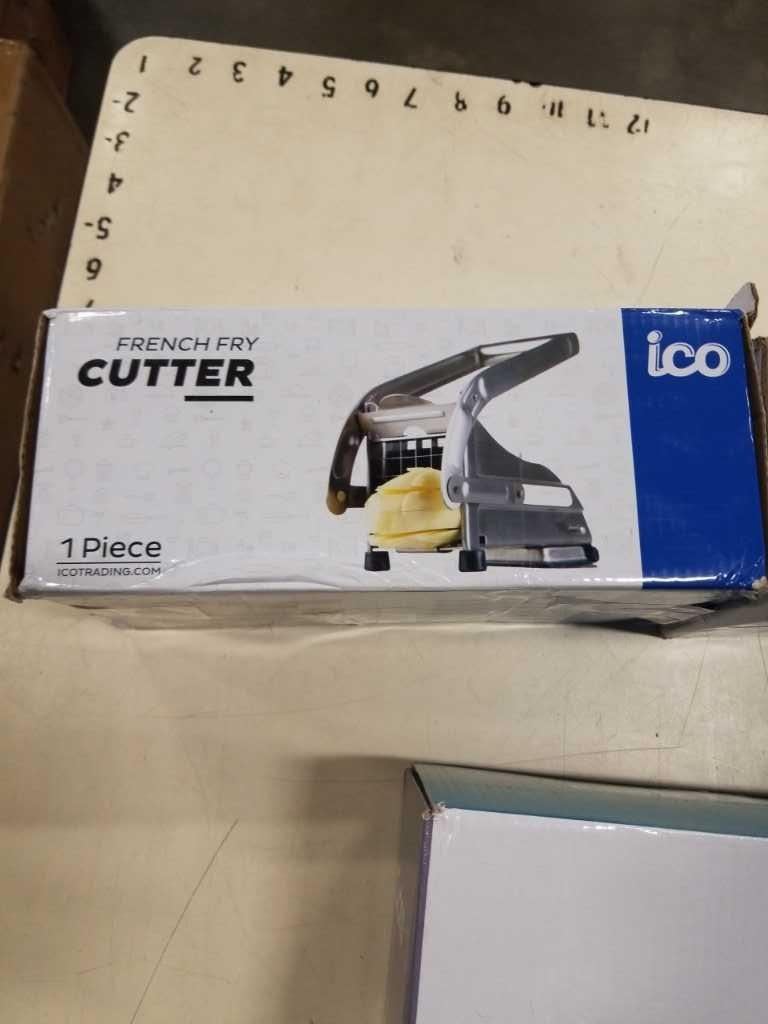 1 2 3 4 5 6 7 8 9 10 11 12
2-
3-
4
5-
6
FRENCH FRY
CUTTER
ico
1 Piece
ICOTRADING.COM